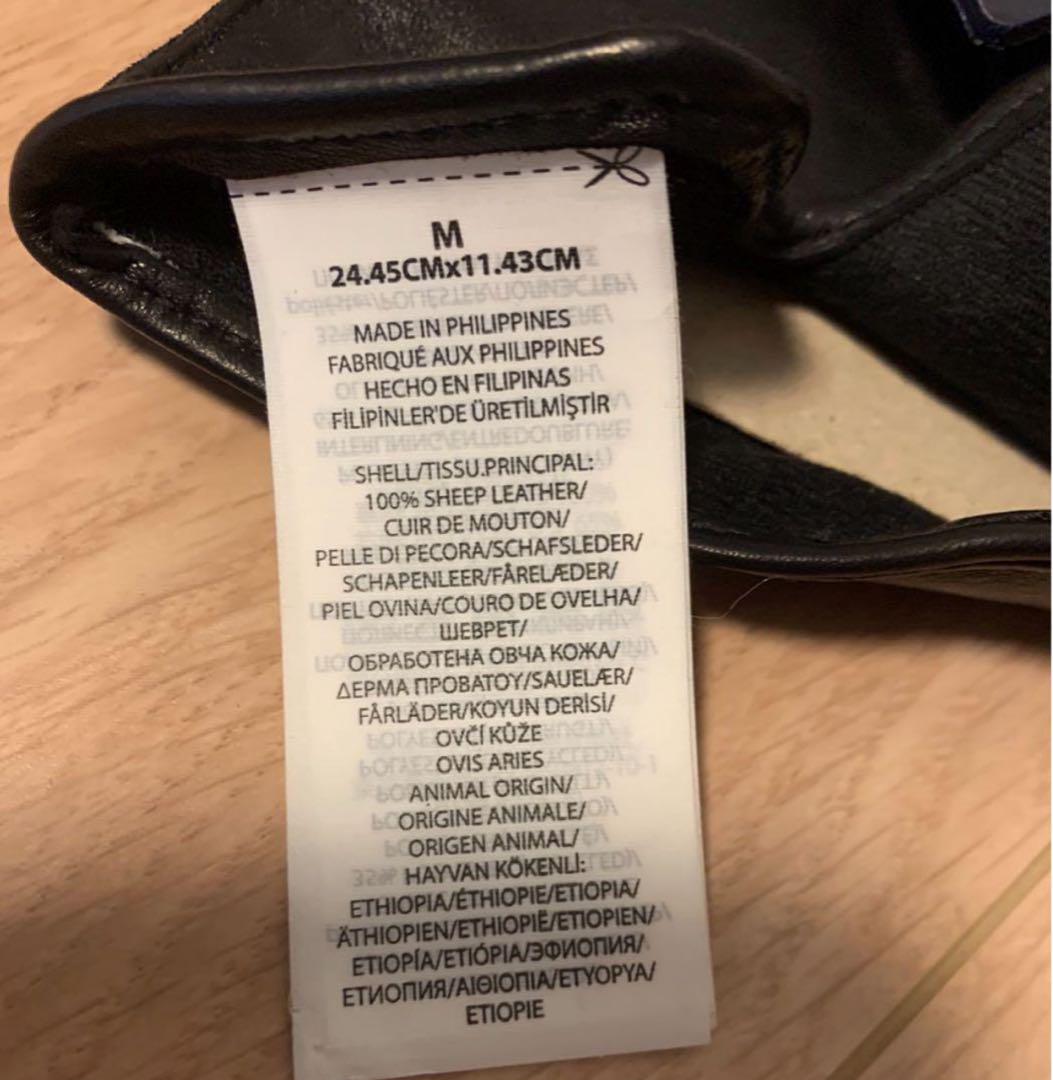 M
24.45CMx11.43CM
MADE IN PHILIPPINES
FABRIQUÉ AUX PHILIPPINES
HECHO EN FILIPINAS
FİLİPİNLER'DE ÜRETİLMİŞTİR
SHELL/TISSU.PRINCIPAL:
100% SHEEP LEATHER/
CUIR DE MOUTON/
PELLE DI PECORA/SCHAFSLEDER/
SCHAPENLEER/FÅRELÆDER/
PIEL OVINA/COURO DE OVELHA/
ШЕВРЕТ/
ОБРАБОТЕНА ОВЧА КОЖА/
ΔΕΡΜΑ ΠΡΟΒΑΤΟΥ/SAUELÆR/
FÅRLÄDER/KOYUN DERİSİ/
OVČÍ KŮŽE
OVIS ARIES
ANIMAL ORIGIN/
ORIGINE ANIMALE/
ORIGEN ANIMAL/
HAYVAN KÖKENLİ:
ETHIOPIA/ÉTHIOPIE/ETIOPIA/
ÄTHIOPIEN/ETHIOPIË/ETIOPIEN/
ETIOPÍA/ETIÓPIA/ЭФИОПИЯ/
ЕТИОПИЯ/ΑΙΘΙΟΠΙΑ/ETYOPYA/
ETIOPIE